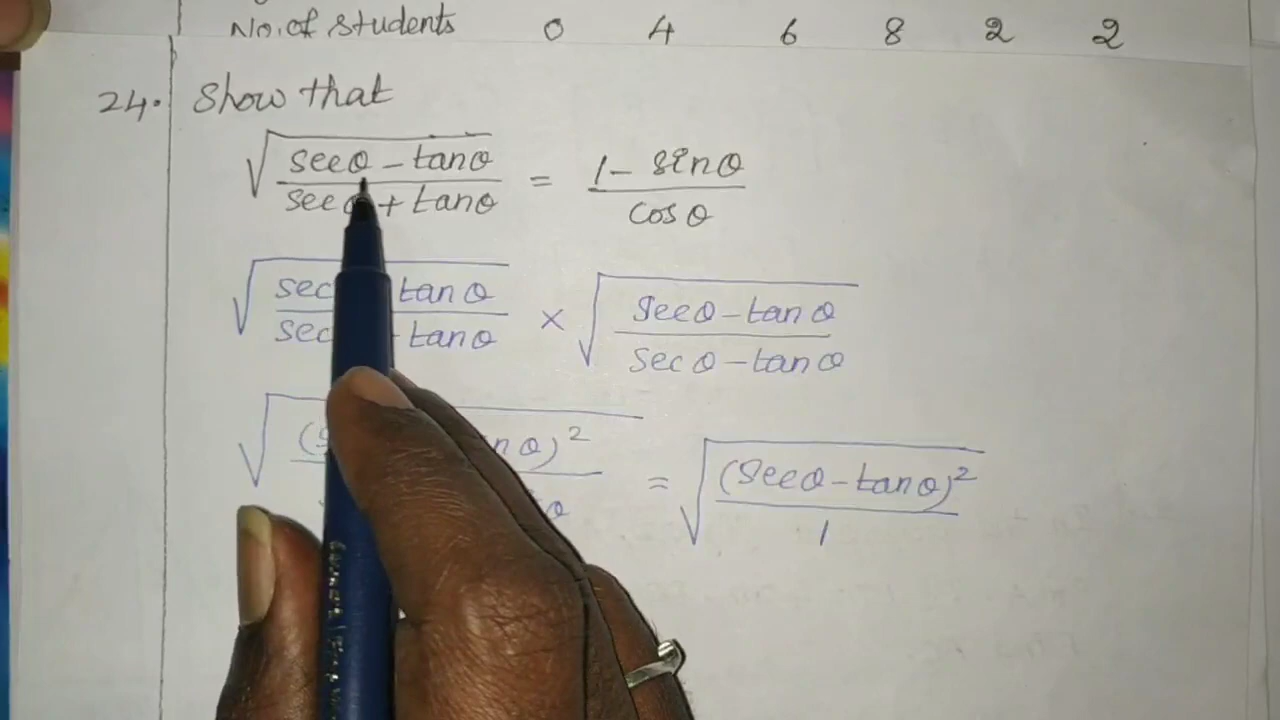 No. of students 0 4 6 8 2 2
24. Show that
√(secθ - tanθ / secθ + tanθ) = 1 - sinθ / cosθ
√(sec tanθ / sec tanθ) × √(secθ - tanθ / secθ - tanθ)
√(( θ)² / θ) = √((secθ - tanθ)² / 1)